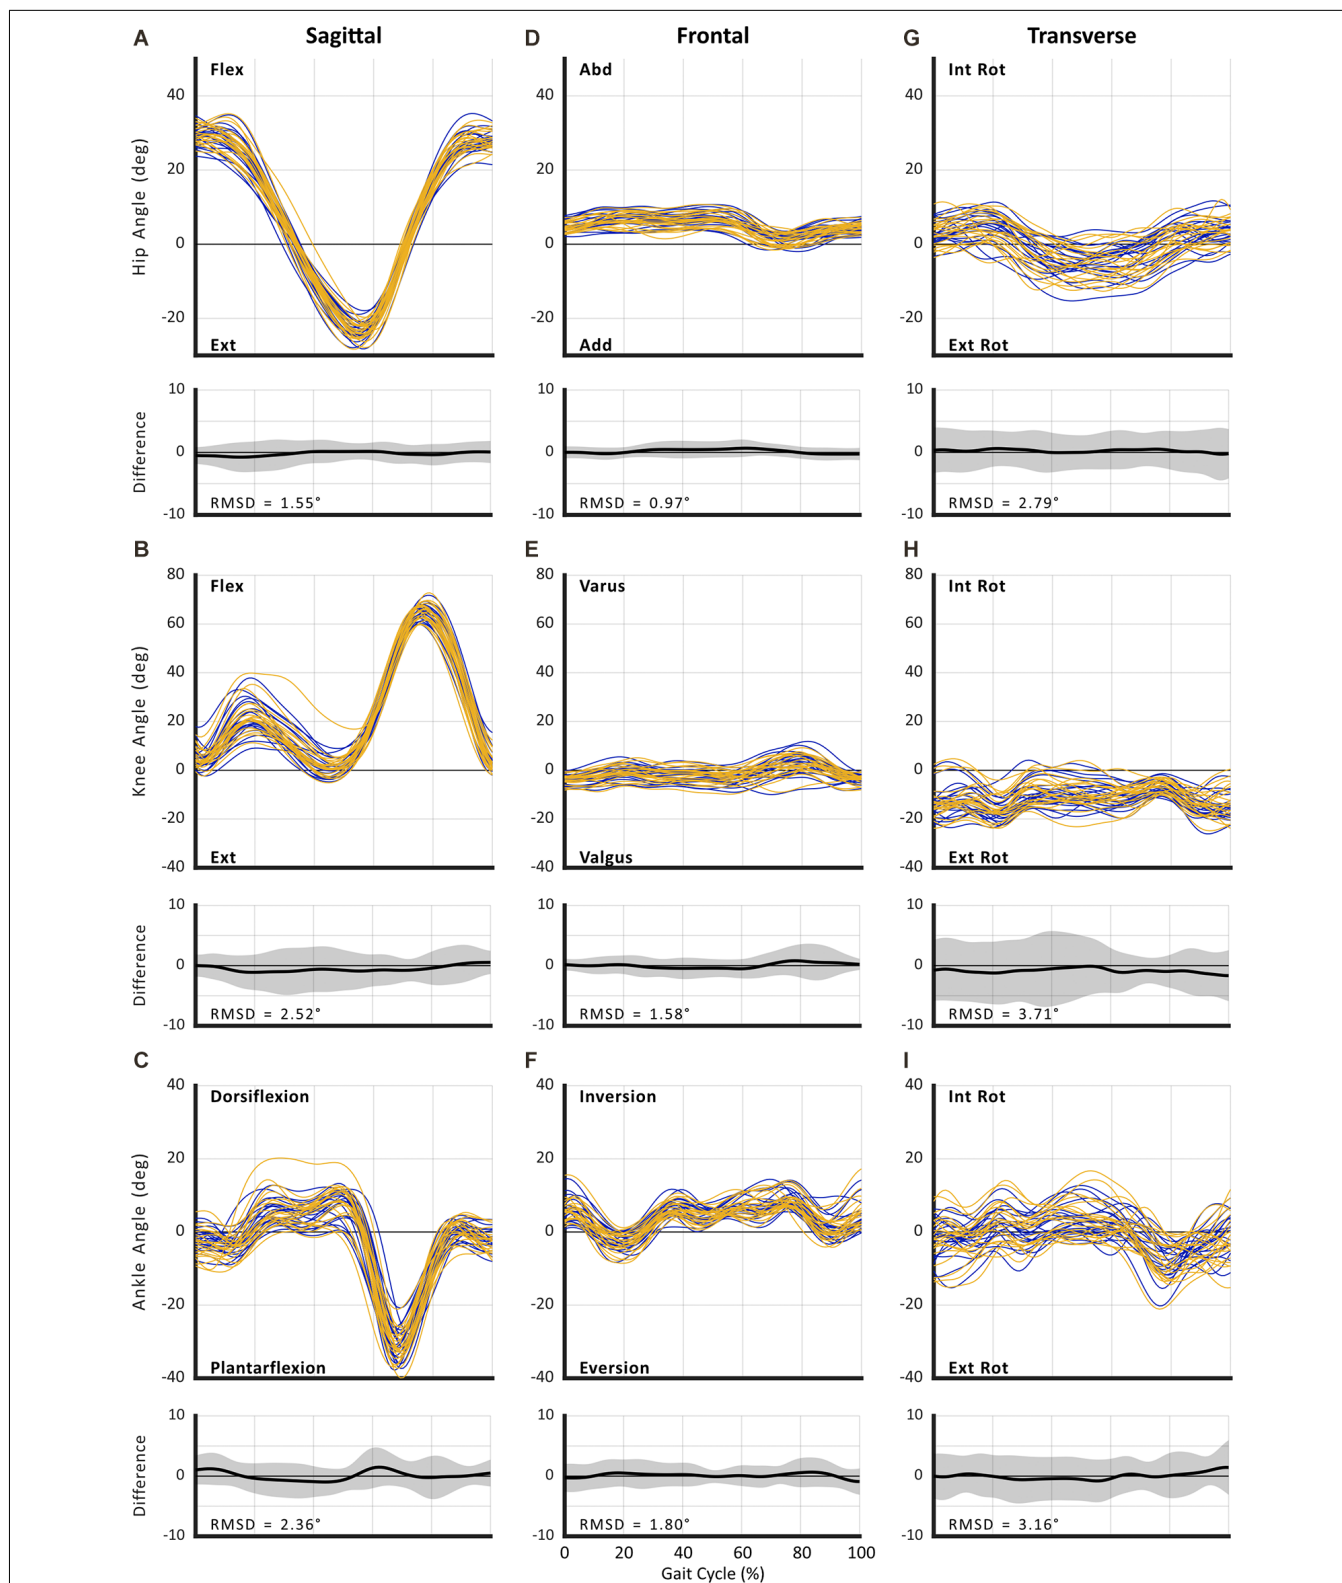 A Sagittal D Frontal G Transverse
Flex Abd Int Rot
40 40 40
20 20 20
Hip Angle (deg)
0 0 0
-20 -20 -20
Ext Add Ext Rot
10 10 10
Difference
0 0 0
RMSD = 1.55° RMSD = 0.97° RMSD = 2.79°
-10 -10 -10
B E H
80 80 80
Flex Varus Int Rot
60 60 60
40 40 40
Knee Angle (deg)
20 20 20
0 0 0
-20 -20 -20
Ext Valgus Ext Rot
-40 -40 -40
10 10 10
Difference
0 0 0
RMSD = 2.52° RMSD = 1.58° RMSD = 3.71°
-10 -10 -10
C F I
40 40 40
Dorsiflexion Inversion Int Rot
20 20 20
Ankle Angle (deg)
0 0 0
-20 -20 -20
Plantarflexion Eversion Ext Rot
-40 -40 -40
10 10 10
Difference
0 0 0
RMSD = 2.36° RMSD = 1.80° RMSD = 3.16°
-10 -10 -10
0 20 40 60 80 100
Gait Cycle (%)